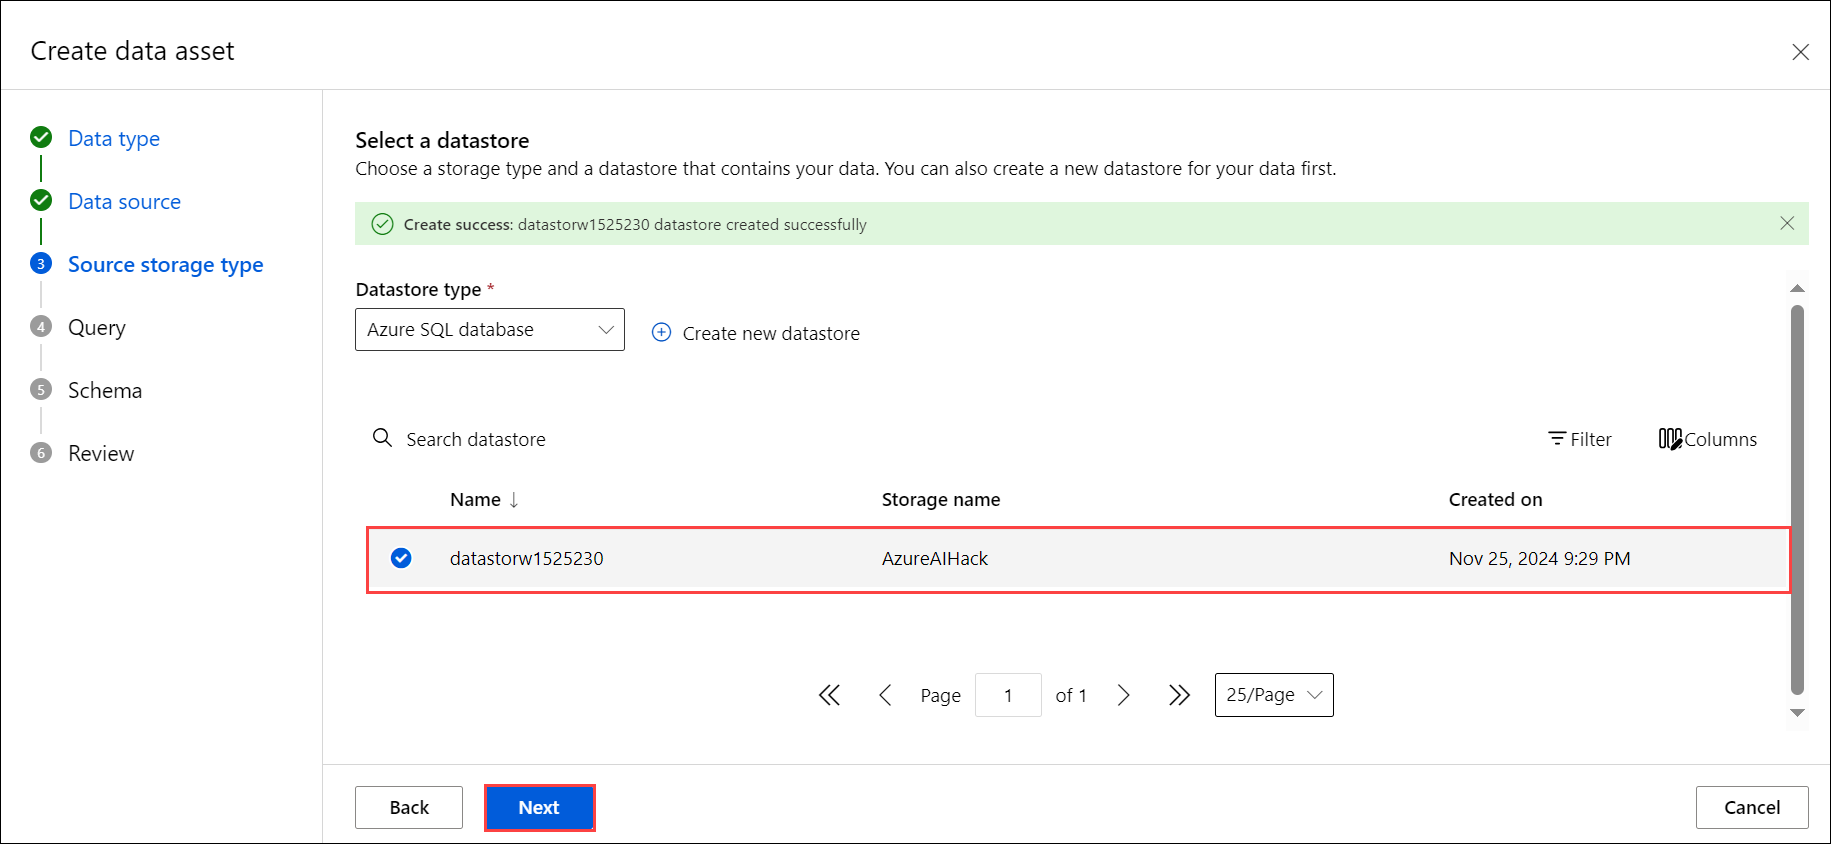 Create data asset
Data type
Data source
3 Source storage type
4 Query
5 Schema
6 Review
Select a datastore
Choose a storage type and a datastore that contains your data. You can also create a new datastore for your data first.
Create success: datastorw1525230 datastore created successfully
Datastore type *
Azure SQL database
Create new datastore
Search datastore
Filter
Columns
Name ↓ Storage name Created on
datastorw1525230 AzureAIHack Nov 25, 2024 9:29 PM
Page 1 of 1 25/Page
Back Next Cancel